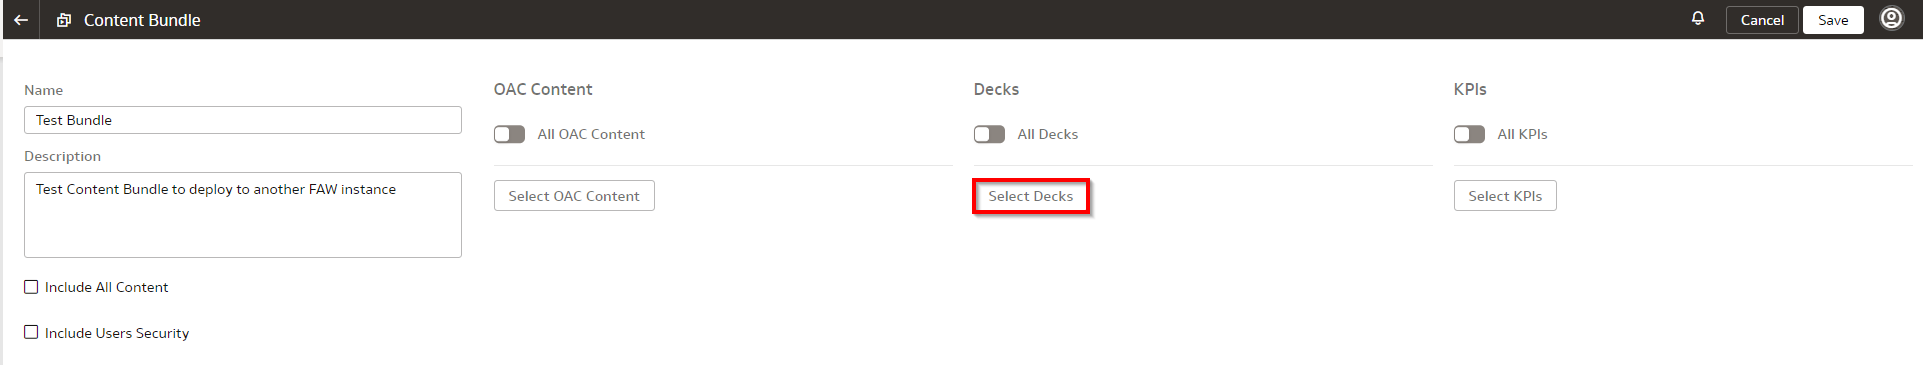 Content Bundle
Cancel
Save
Name
Test Bundle
Description
Test Content Bundle to deploy to another FAW instance
Include All Content
Include Users Security
OAC Content
All OAC Content
Select OAC Content
Decks
All Decks
Select Decks
KPIs
All KPIs
Select KPIs